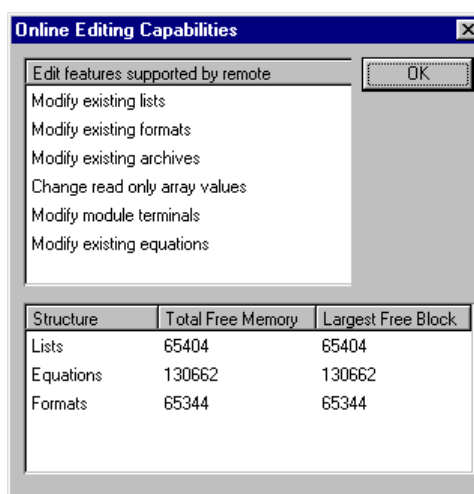 Online Editing Capabilities
Edit features supported by remote
OK
Modify existing lists
Modify existing formats
Modify existing archives
Change read only array values
Modify module terminals
Modify existing equations
Structure Total Free Memory Largest Free Block
Lists 65404 65404
Equations 130662 130662
Formats 65344 65344